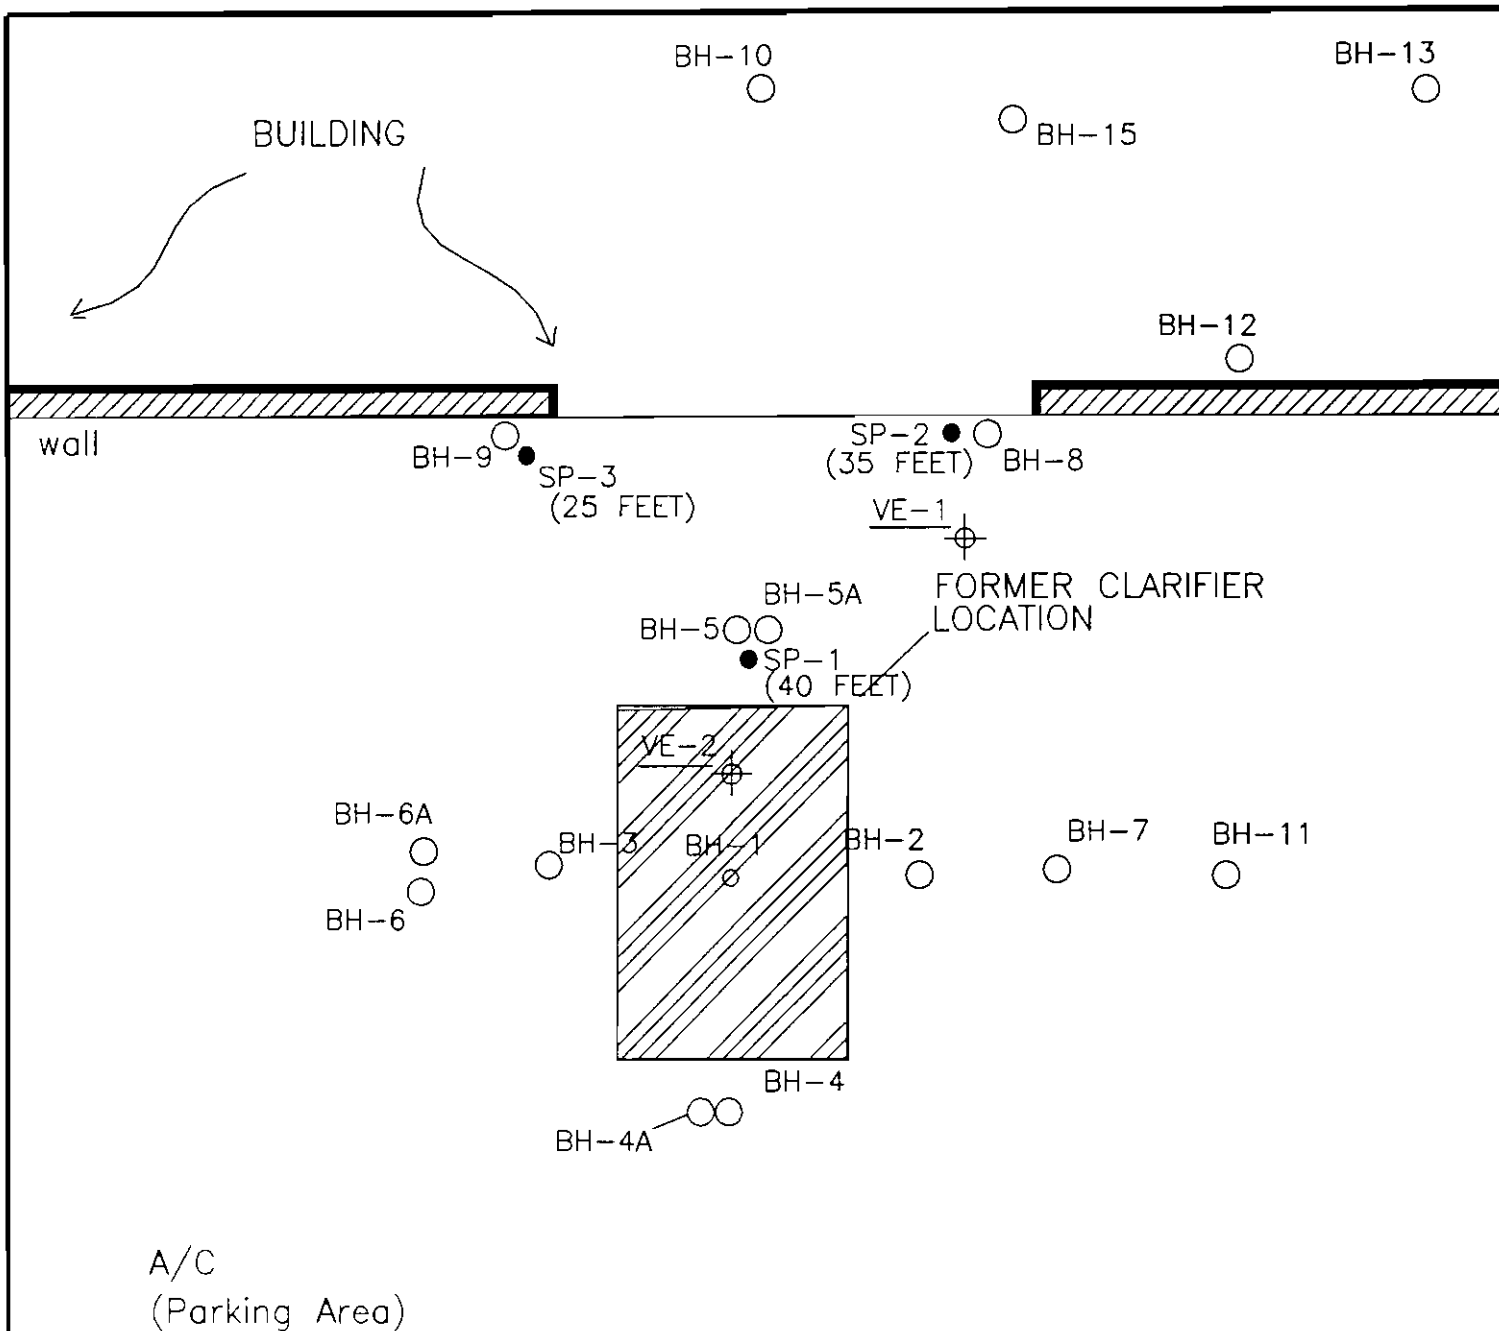 BH-10
BH-13
BUILDING
BH-15
BH-12
wall
BH-9
SP-3
(25 FEET)
SP-2
(35 FEET)
BH-8
VE-1
FORMER CLARIFIER
LOCATION
BH-5A
BH-5
SP-1
(40 FEET)
VE-2
BH-6A
BH-3
BH-1
BH-2
BH-7
BH-11
BH-6
BH-4
BH-4A
A/C
(Parking Area)